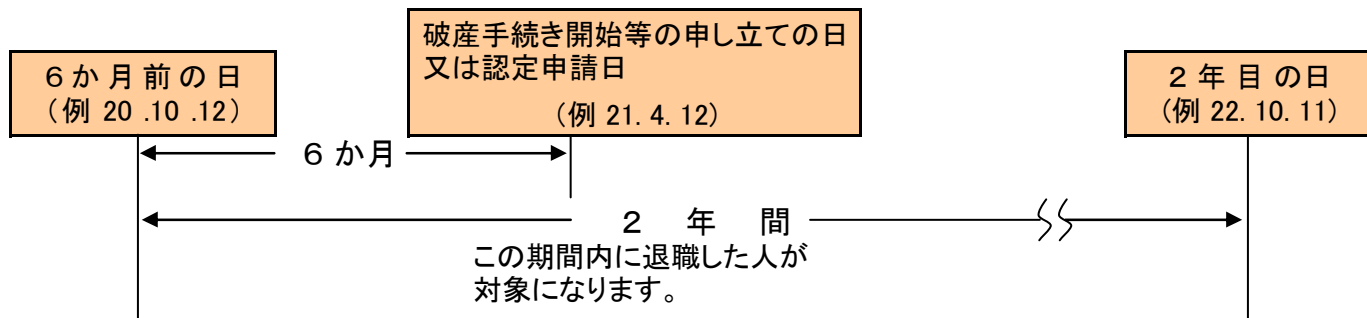 破産手続き開始等の申し立ての日
又は認定申請日
(例 21. 4. 12)
6か月前の日
(例 20 .10 .12)
2年目の日
(例 22. 10. 11)
6か月
2年間
この期間内に退職した人が
対象になります。